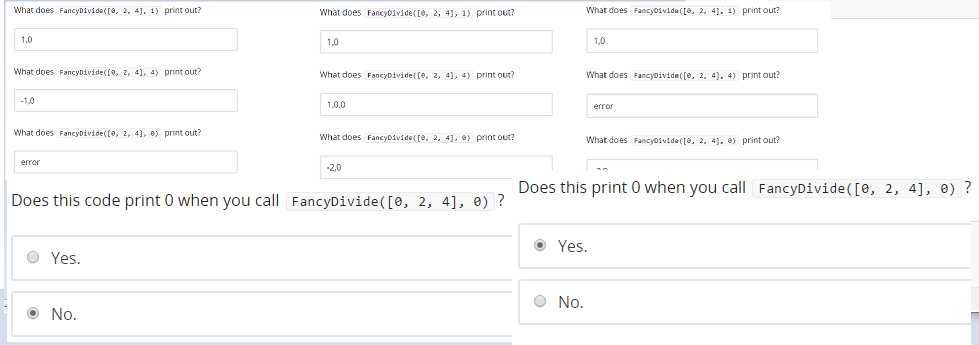 What does FancyDivide([0, 2, 4], 1) print out?
1,0
What does FancyDivide([0, 2, 4], 4) print out?
-1,0
What does FancyDivide([0, 2, 4], 0) print out?
error
What does FancyDivide([0, 2, 4], 1) print out?
1,0
What does FancyDivide([0, 2, 4], 4) print out?
1,0,0
What does FancyDivide([0, 2, 4], 0) print out?
-2,0
What does FancyDivide([0, 2, 4], 1) print out?
1,0
What does FancyDivide([0, 2, 4], 4) print out?
error
What does FancyDivide([0, 2, 4], 0) print out?
Does this code print 0 when you call FancyDivide([0, 2, 4], 0) ?
Yes.
No.
Does this print 0 when you call FancyDivide([0, 2, 4], 0) ?
Yes.
No.